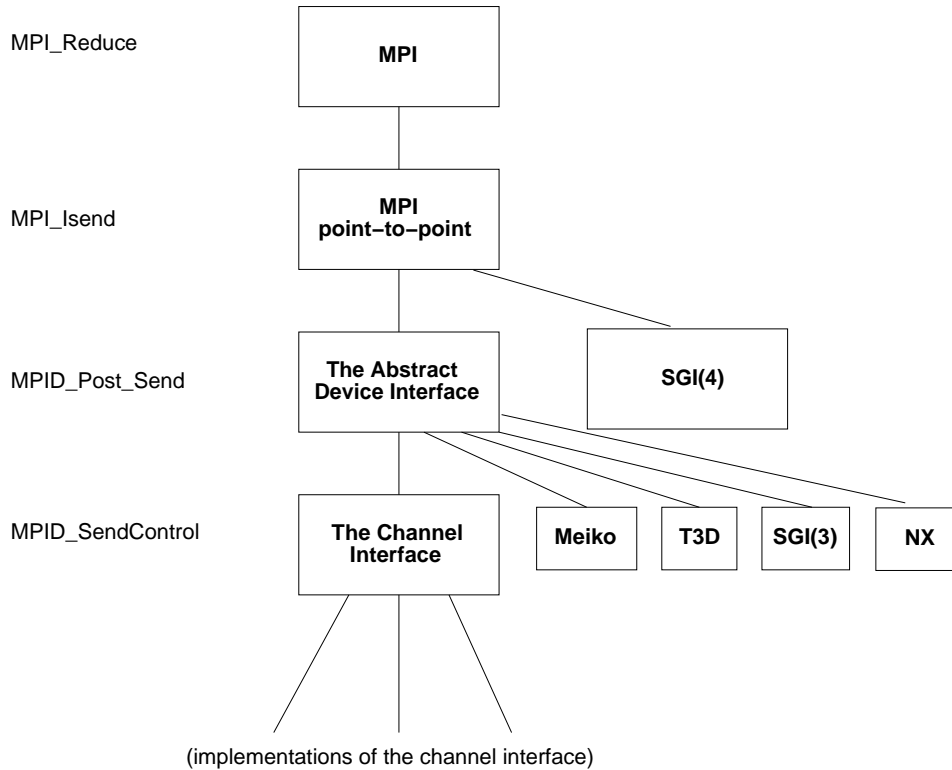 MPI_Reduce
MPI
MPI_Isend
MPI
point−to−point
MPID_Post_Send
The Abstract
Device Interface
SGI(4)
MPID_SendControl
The Channel
Interface
Meiko
T3D
SGI(3)
NX
(implementations of the channel interface)